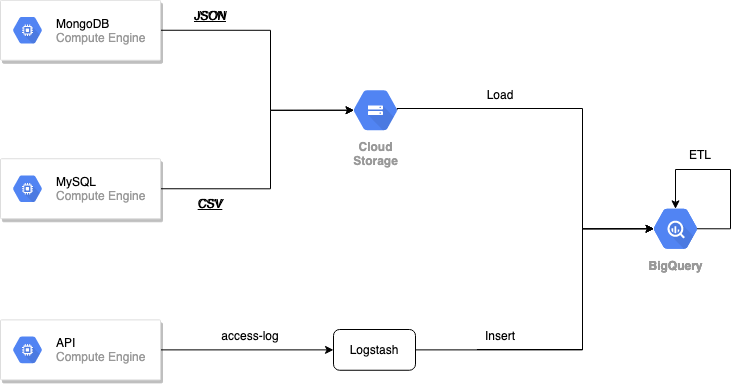 MongoDB
Compute Engine
JSON
Load
Cloud
Storage
ETL
MySQL
Compute Engine
CSV
BigQuery
API
Compute Engine
access-log
Logstash
Insert